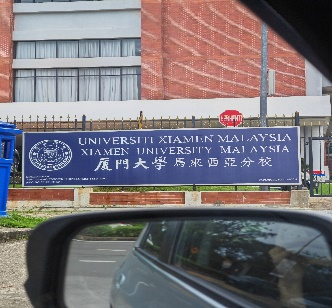 UNIVERSITI XIAMEN MALAYSIA
XIAMEN UNIVERSITY MALAYSIA
厦門大學馬來西亞分校